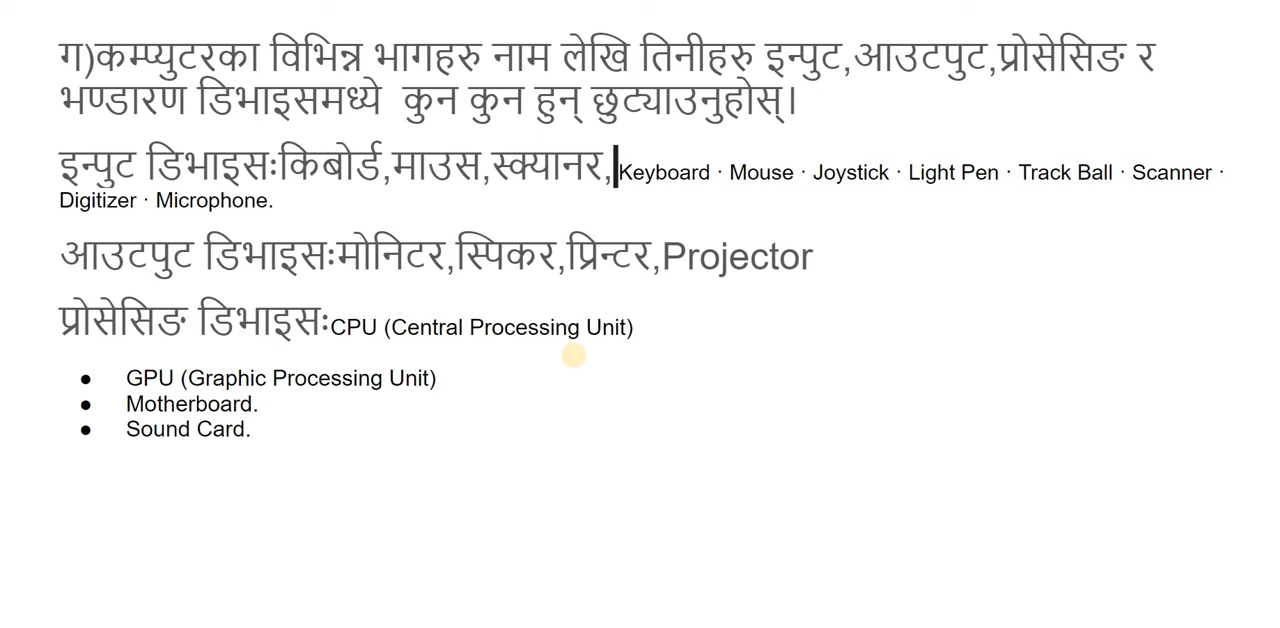 ग)कम्प्युटरका विभिन्न भागहरु नाम लेखि तिनीहरु इन्पुट,आउटपुट,प्रोसेसिङ र
भण्डारण डिभाइसमध्ये कुन कुन हुन् छुट्याउनुहोस्।
इन्पुट डिभाइसःकिबोर्ड,माउस,स्क्यानर,Keyboard · Mouse · Joystick · Light Pen · Track Ball · Scanner ·
Digitizer · Microphone.
आउटपुट डिभाइसःमोनिटर,स्पिकर,प्रिन्टर,Projector
प्रोसेसिङ डिभाइसःCPU (Central Processing Unit)
● GPU (Graphic Processing Unit)
● Motherboard.
● Sound Card.